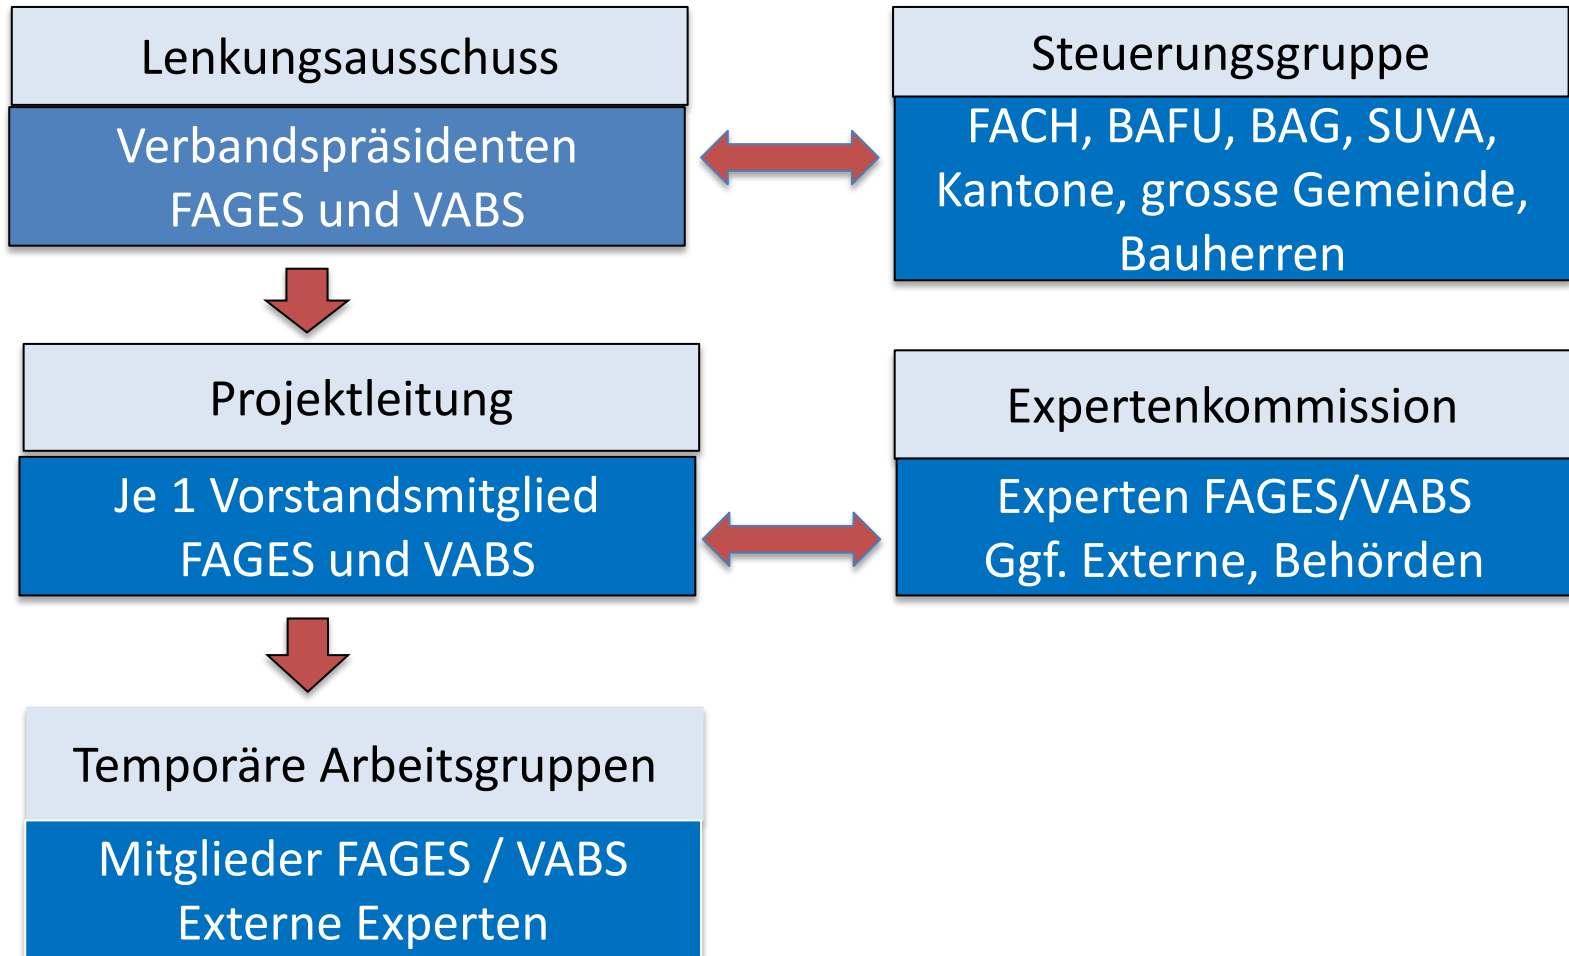 Lenkungsausschuss
Verbandspräsidenten
FAGES und VABS
Steuerungsgruppe
FACH, BAFU, BAG, SUVA,
Kantone, grosse Gemeinde,
Bauherren
Projektleitung
Je 1 Vorstandsmitglied
FAGES und VABS
Expertenkommission
Experten FAGES/VABS
Ggf. Externe, Behörden
Temporäre Arbeitsgruppen
Mitglieder FAGES / VABS
Externe Experten